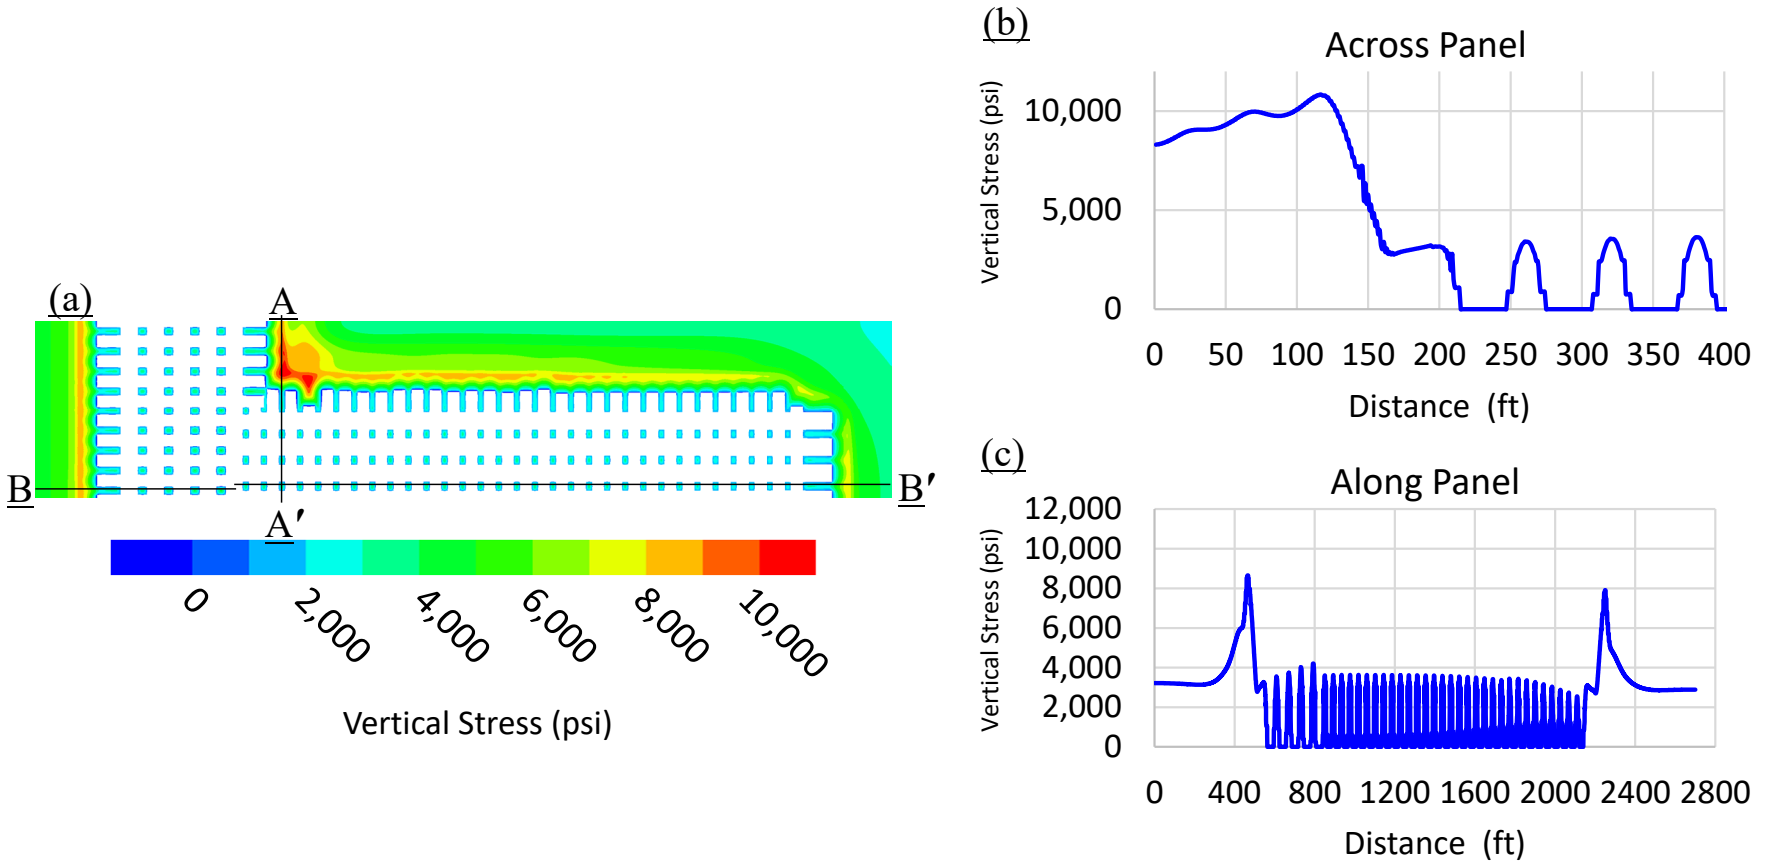 (a)
A
B
B′
A′
0
2,000
4,000
6,000
8,000
10,000
Vertical Stress (psi)
(b)
Across Panel
Vertical Stress (psi)
10,000
5,000
0
0 50 100 150 200 250 300 350 400
Distance (ft)
(c)
Along Panel
Vertical Stress (psi)
12,000
10,000
8,000
6,000
4,000
2,000
0
0 400 800 1200 1600 2000 2400 2800
Distance (ft)